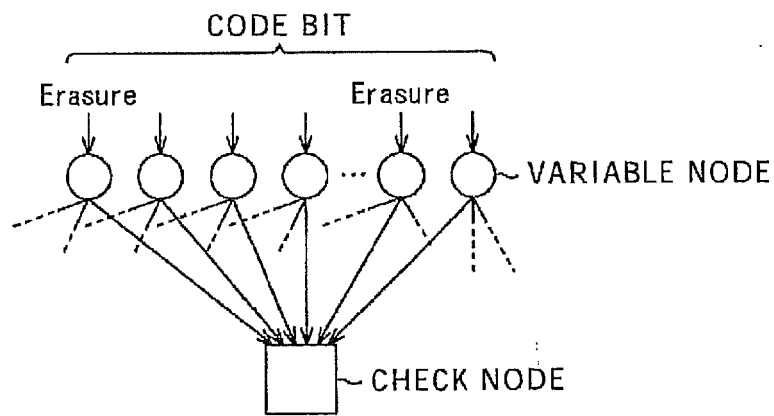 CODE BIT
Erasure Erasure
··· VARIABLE NODE
CHECK NODE